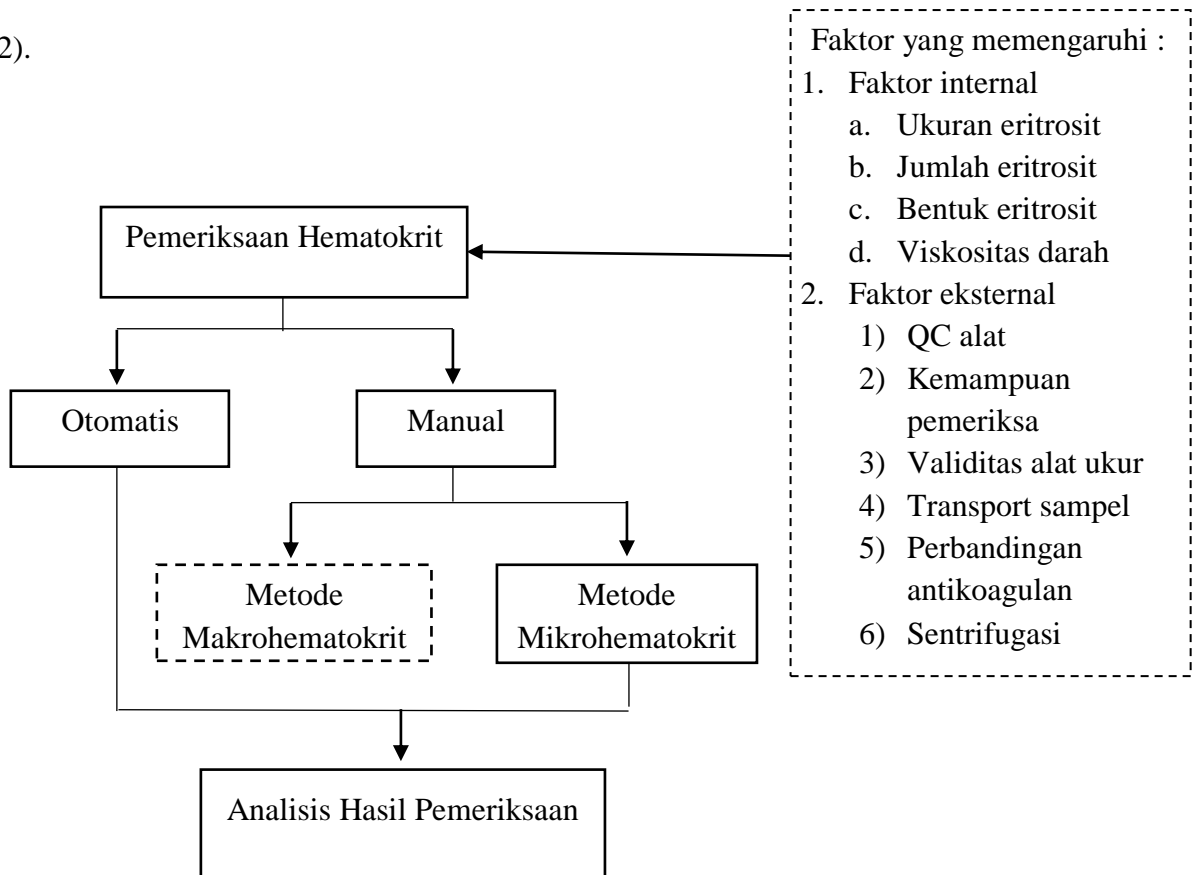 2).
Faktor yang memengaruhi :
1. Faktor internal
a. Ukuran eritrosit
b. Jumlah eritrosit
c. Bentuk eritrosit
d. Viskositas darah
2. Faktor eksternal
1) QC alat
2) Kemampuan
pemeriksa
3) Validitas alat ukur
4) Transport sampel
5) Perbandingan
antikoagulan
6) Sentrifugasi
Pemeriksaan Hematokrit
Otomatis
Manual
Metode
Makrohematokrit
Metode
Mikrohematokrit
Analisis Hasil Pemeriksaan